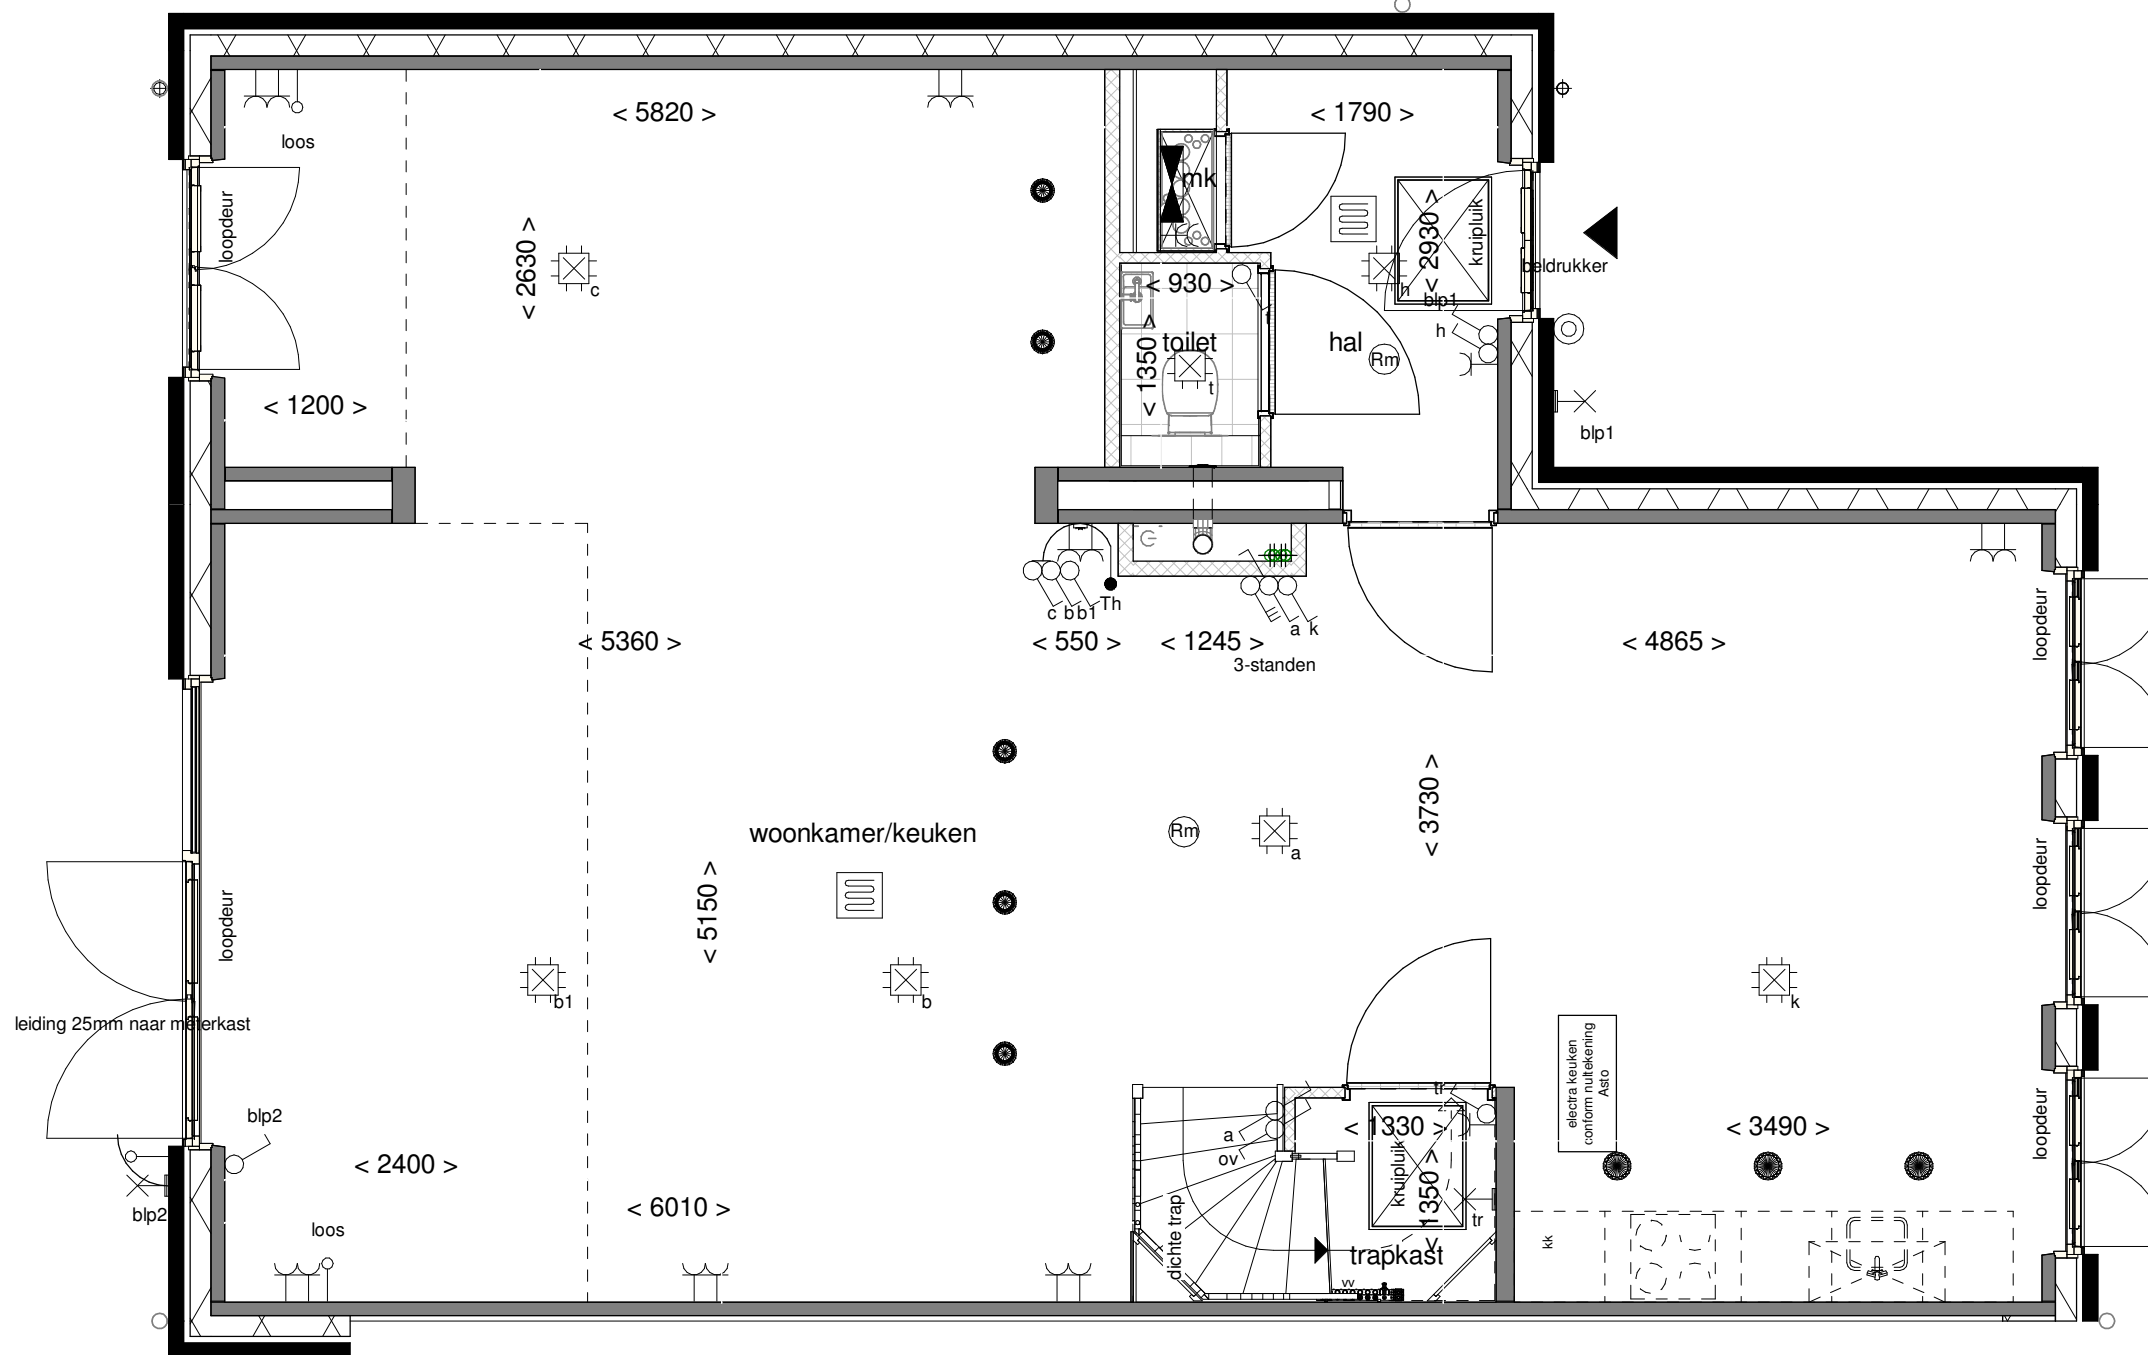 < 5820 >
< 1790 >
loos
mk
loopdeur
< 2630 >
c
< 2930 >
kruipluik
beldrukker
< 930 >
h
blp1
h
t
< 1350 >
toilet
t
hal
Rm
< 1200 >
blp1
c
b
b1
Th
a
k
< 5360 >
< 550 >
< 1245 >
3-standen
< 4865 >
loopdeur
woonkamer/keuken
Rm
a
< 3730 >
loopdeur
< 5150 >
loopdeur
b1
b
k
leiding 25mm naar meterkast
electra keuken
conform nultekening
Asto
blp2
tr
a
ov
< 1330 >
< 3490 >
loopdeur
< 2400 >
kruipluik
< 1350 >
blp2
< 6010 >
tr
loos
dichte trap
trapkast
kk
vv